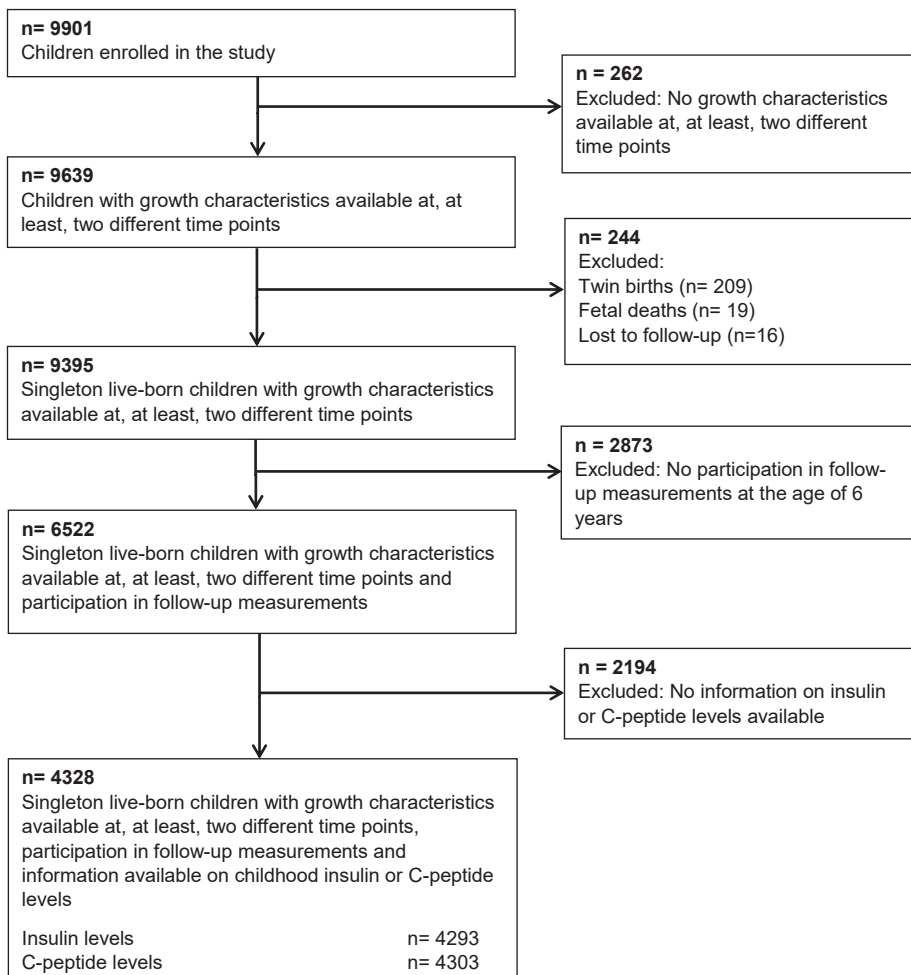 n= 9901
Children enrolled in the study
n = 262
Excluded: No growth characteristics
available at, at least, two different
time points
n= 9639
Children with growth characteristics available at, at
least, two different time points
n= 244
Excluded:
Twin births (n= 209)
Fetal deaths (n= 19)
Lost to follow-up (n=16)
n= 9395
Singleton live-born children with growth characteristics
available at, at least, two different time points
n = 2873
Excluded: No participation in follow-
up measurements at the age of 6
years
n= 6522
Singleton live-born children with growth characteristics
available at, at least, two different time points and
participation in follow-up measurements
n = 2194
Excluded: No information on insulin
or C-peptide levels available
n= 4328
Singleton live-born children with growth characteristics
available at, at least, two different time points,
participation in follow-up measurements and
information available on childhood insulin or C-peptide
levels
Insulin levels n= 4293
C-peptide levels n= 4303